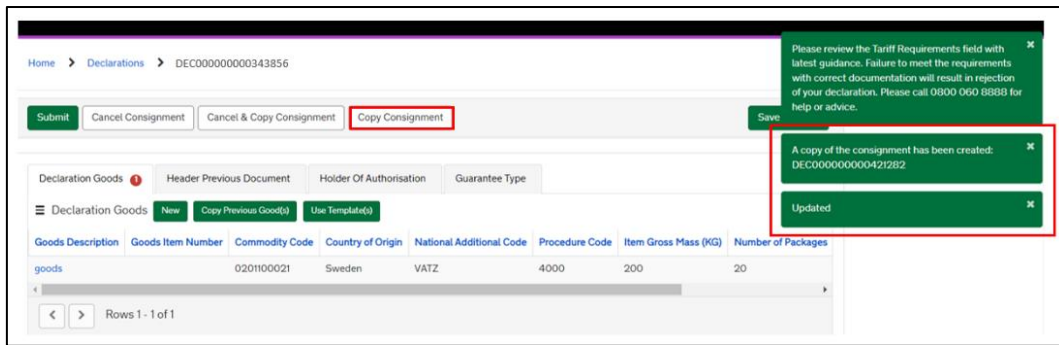 Home > Declarations > DEC000000000343856
Submit Cancel Consignment Cancel & Copy Consignment Copy Consignment Save
Please review the Tariff Requirements field with
latest guidance. Failure to meet the requirements
with correct documentation will result in rejection
of your declaration. Please call 0800 060 8888 for
help or advice.
A copy of the consignment has been created:
DEC000000000421282
Updated
Declaration Goods 1 Header Previous Document Holder Of Authorisation Guarantee Type
Declaration Goods New Copy Previous Good(s) Use Template(s)
Goods Description Goods Item Number Commodity Code Country of Origin National Additional Code Procedure Code Item Gross Mass (KG) Number of Packages
goods 0201100021 Sweden VATZ 4000 200 20
Rows 1 - 1 of 1